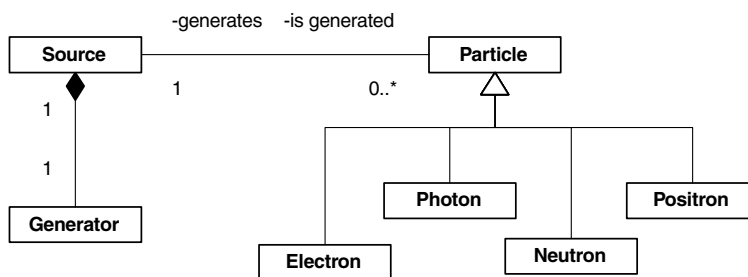 -generates -is generated
Source
Particle
1
0..*
1
1
Photon
Positron
Generator
Electron
Neutron